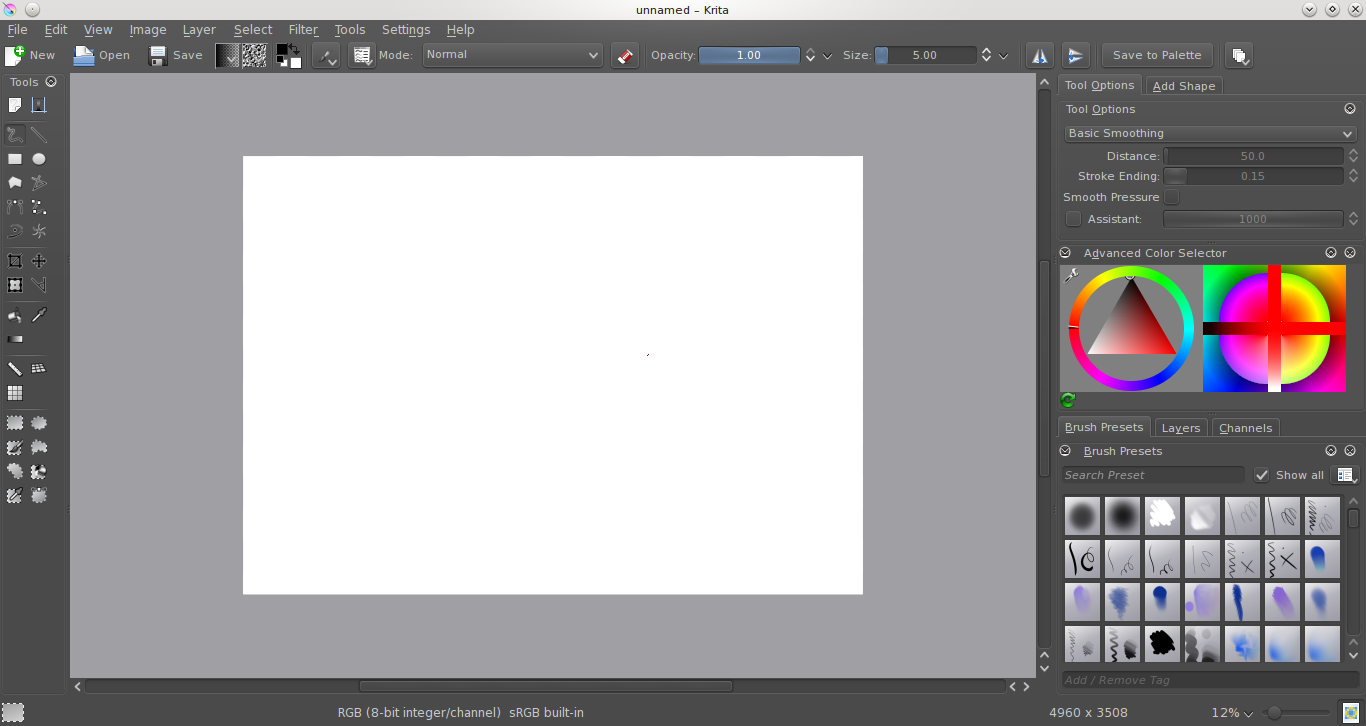 unnamed – Krita
File Edit View Image Layer Select Filter Tools Settings Help
New Open Save Mode: Normal Opacity: 1.00 Size: 5.00 Save to Palette
Tools
Tool Options Add Shape
Tool Options
Basic Smoothing
Distance: 50.0
Stroke Ending: 0.15
Smooth Pressure
Assistant: 1000
Advanced Color Selector
Brush Presets Layers Channels
Brush Presets
Search Preset Show all
Add / Remove Tag
RGB (8-bit integer/channel) sRGB built-in 4960 x 3508 12%